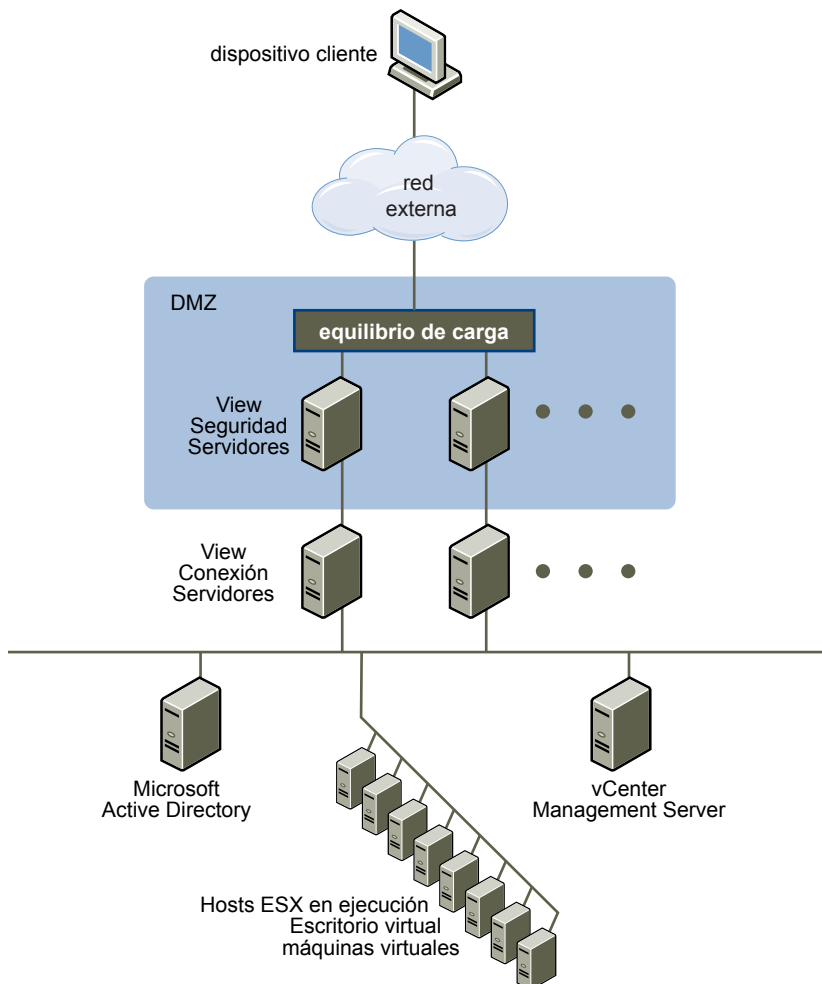 dispositivo cliente
red
externa
DMZ
equilibrio de carga
View
Seguridad
Servidores
View
Conexión
Servidores
Microsoft
Active Directory
vCenter
Management Server
Hosts ESX en ejecución
Escritorio virtual
máquinas virtuales